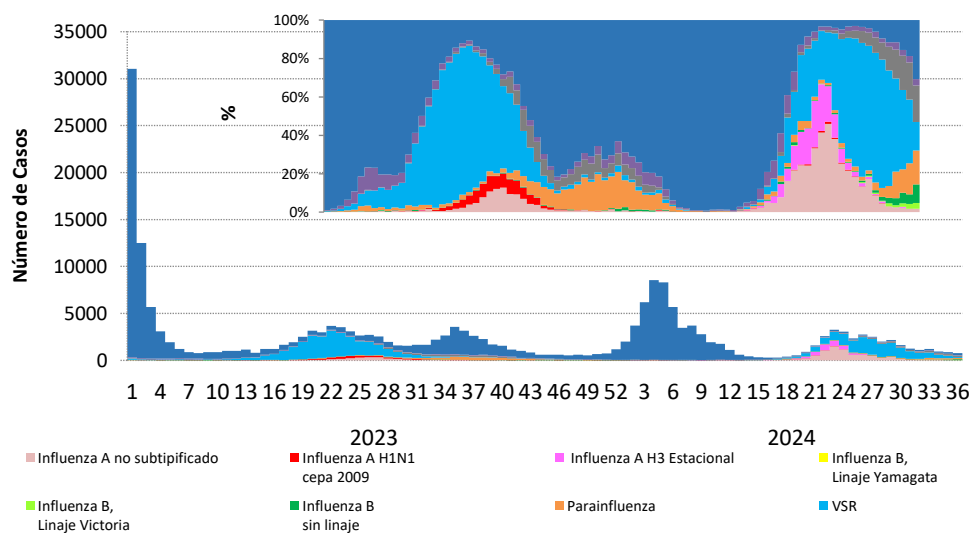 35000
30000
25000
20000
15000
10000
5000
0
Número de Casos
100%
80%
60%
40%
20%
0%
%
1 4 7 10 13 16 19 22 25 28 31 34 37 40 43 46 49 52 3 6 9 12 15 18 21 24 27 30 33 36
2023 2024
Influenza A no subtipificado
Influenza A H1N1
cepa 2009
Influenza A H3 Estacional
Influenza B,
Linaje Yamagata
Influenza B,
Linaje Victoria
Influenza B
sin linaje
Parainfluenza
VSR